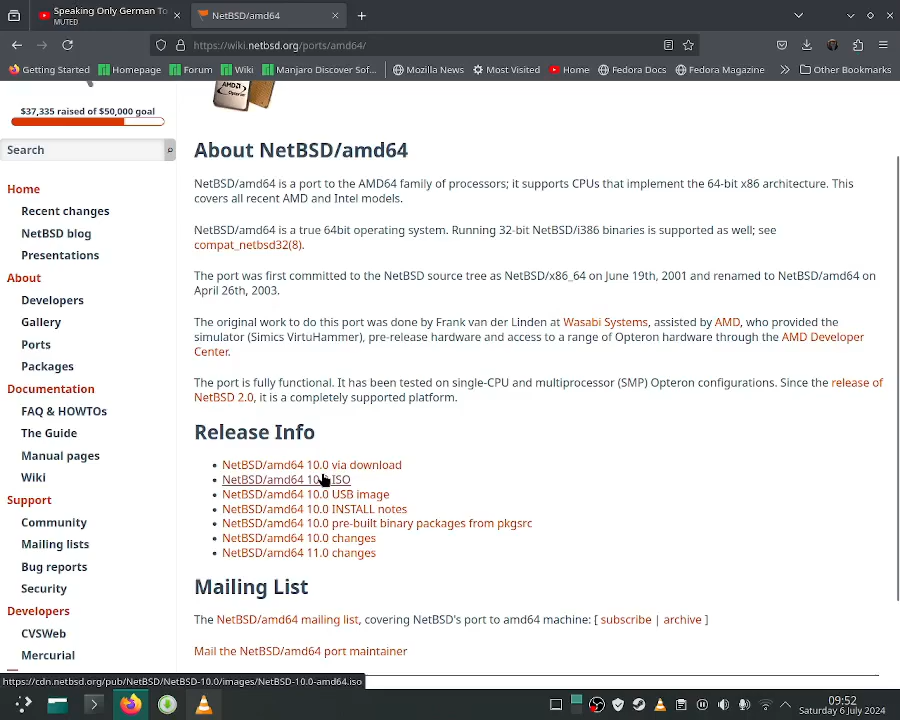 Speaking Only German To
MUTED
NetBSD/amd64
https://wiki.netbsd.org/ports/amd64/
Getting Started
Homepage
Forum
Wiki
Manjaro Discover Sof...
Mozilla News
Most Visited
Home
Fedora Docs
Fedora Magazine
Other Bookmarks
$37,335 raised of $50,000 goal
Search
Home
Recent changes
NetBSD blog
Presentations
About
Developers
Gallery
Ports
Packages
Documentation
FAQ & HOWTOs
The Guide
Manual pages
Wiki
Support
Community
Mailing lists
Bug reports
Security
Developers
CVSWeb
Mercurial
AMD
Opteron
About NetBSD/amd64
NetBSD/amd64 is a port to the AMD64 family of processors; it supports CPUs that implement the 64-bit x86 architecture. This
covers all recent AMD and Intel models.
NetBSD/amd64 is a true 64bit operating system. Running 32-bit NetBSD/i386 binaries is supported as well; see
compat_netbsd32(8).
The port was first committed to the NetBSD source tree as NetBSD/x86_64 on June 19th, 2001 and renamed to NetBSD/amd64 on
April 26th, 2003.
The original work to do this port was done by Frank van der Linden at Wasabi Systems, assisted by AMD, who provided the
simulator (Simics VirtuHammer), pre-release hardware and access to a range of Opteron hardware through the AMD Developer
Center.
The port is fully functional. It has been tested on single-CPU and multiprocessor (SMP) Opteron configurations. Since the release of
NetBSD 2.0, it is a completely supported platform.
Release Info
NetBSD/amd64 10.0 via download
NetBSD/amd64 10.0 ISO
NetBSD/amd64 10.0 USB image
NetBSD/amd64 10.0 INSTALL notes
NetBSD/amd64 10.0 pre-built binary packages from pkgsrc
NetBSD/amd64 10.0 changes
NetBSD/amd64 11.0 changes
Mailing List
The NetBSD/amd64 mailing list, covering NetBSD's port to amd64 machine: [ subscribe | archive ]
Mail the NetBSD/amd64 port maintainer
https://cdn.netbsd.org/pub/NetBSD/NetBSD-10.0/images/NetBSD-10.0-amd64.iso
09:52
Saturday 6 July 2024